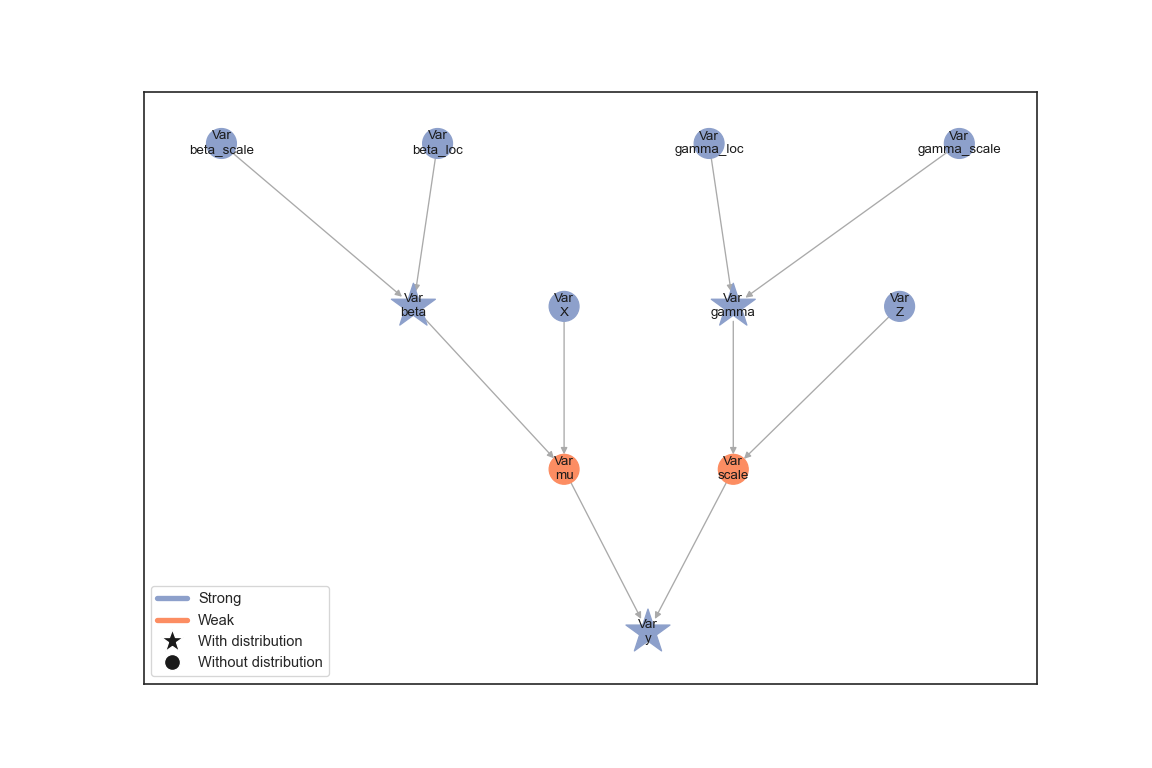 Var
beta_scale
Var
beta_loc
Var
gamma_loc
Var
gamma_scale
Var
beta
Var
X
Var
gamma
Var
Z
Var
mu
Var
scale
Var
y
Strong
Weak
With distribution
Without distribution